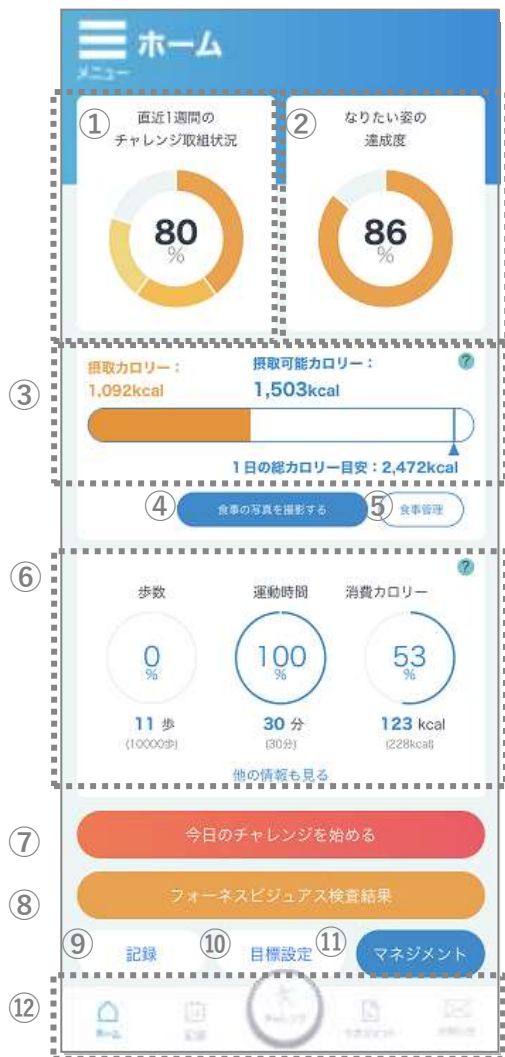 ホーム
メニュー
①
直近1週間の
チャレンジ取組状況
80
%
②
なりたい姿の
達成度
86
%
③
摂取カロリー：
1,092kcal
摂取可能カロリー：
1,503kcal
?
1日の総カロリー目安：2,472kcal
④
食事の写真を撮影する
⑤
食事管理
⑥
?
歩数
運動時間
消費カロリー
0
%
100
%
53
%
11 歩
30 分
123 kcal
(10000歩)
(30分)
(228kcal)
他の情報も見る
⑦
今日のチャレンジを始める
⑧
フォーネスビジュアス検査結果
⑨
記録
⑩
目標設定
⑪
マネジメント
⑫
ホーム
記録
チャレンジ